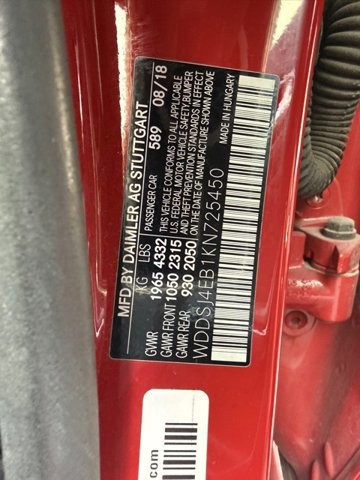 MFD BY DAIMLER AG STUTTGART
PASSENGER CAR 589 08/18
KG LBS
GVWR 1965 4332
GAWR FRONT 1050 2315
GAWR REAR 930 2050
THIS VEHICLE CONFORMS TO ALL APPLICABLE
U.S. FEDERAL MOTOR VEHICLE SAFETY,BUMPER
AND THEFT PREVENTION STANDARDS IN EFFECT
ON THE DATE OF MANUFACTURE SHOWN ABOVE
WDDSJ4EB1KN725450
MADE IN HUNGARY
.com